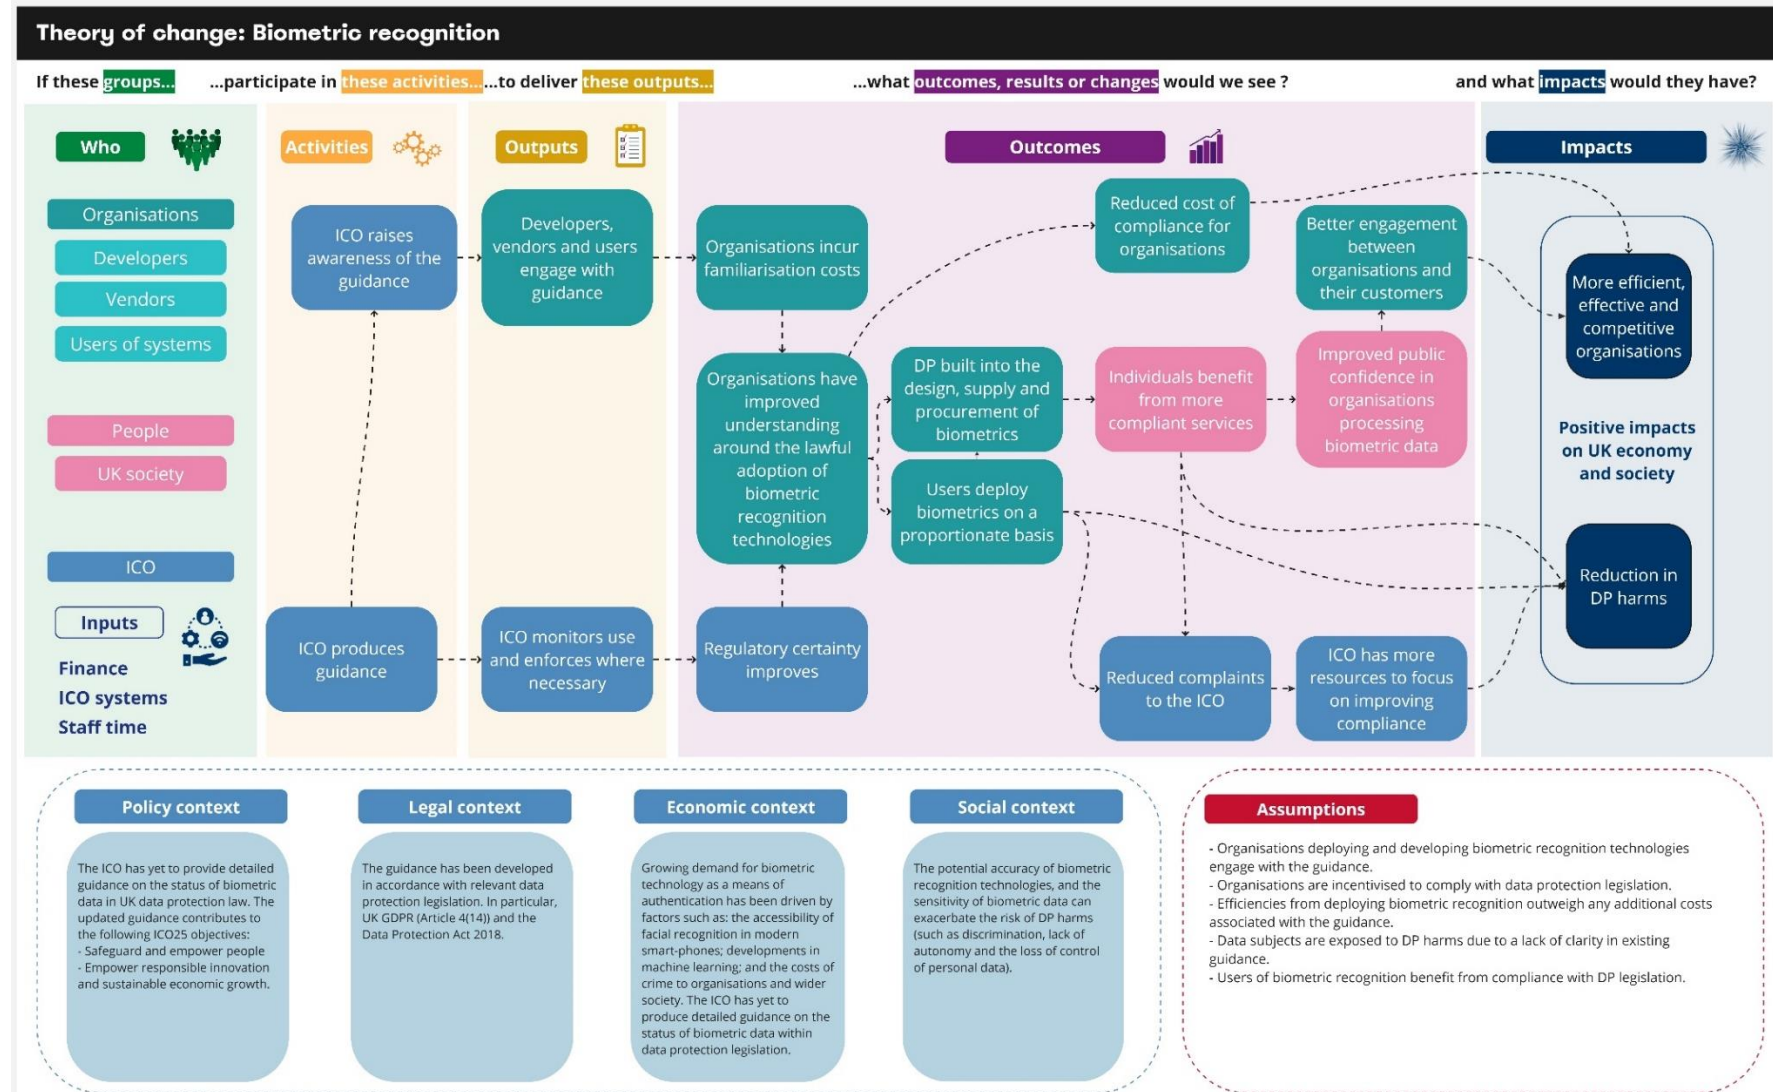 Theory of change: Biometric recognition
If these groups...
...participate in these activities...
...to deliver these outputs...
...what outcomes, results or changes would we see ?
and what impacts would they have?
Who
Organisations
Developers
Vendors
Users of systems
People
UK society
ICO
Inputs
Finance
ICO systems
Staff time
Activities
ICO raises
awareness of the
guidance
ICO produces
guidance
Outputs
Developers,
vendors and users
engage with
guidance
ICO monitors use
and enforces where
necessary
Outcomes
Organisations incur
familiarisation costs
Organisations have
improved
understanding
around the lawful
adoption of
biometric
recognition
technologies
Regulatory certainty
improves
DP built into the
design, supply and
procurement of
biometrics
Users deploy
biometrics on a
proportionate basis
Reduced cost of
compliance for
organisations
Individuals benefit
from more
compliant services
Reduced complaints
to the ICO
Better engagement
between
organisations and
their customers
Improved public
confidence in
organisations
processing
biometric data
ICO has more
resources to focus
on improving
compliance
Impacts
More efficient,
effective and
competitive
organisations
Positive impacts
on UK economy
and society
Reduction in
DP harms
Policy context
The ICO has yet to provide detailed
guidance on the status of biometric
data in UK data protection law. The
updated guidance contributes to
the following ICO25 objectives:
- Safeguard and empower people
- Empower responsible innovation
and sustainable economic growth.
Legal context
The guidance has been developed
in accordance with relevant data
protection legislation. In particular,
UK GDPR (Article 4(14)) and the
Data Protection Act 2018.
Economic context
Growing demand for biometric
technology as a means of
authentication has been driven by
factors such as: the accessibility of
facial recognition in modern
smart-phones; developments in
machine learning; and the costs of
crime to organisations and wider
society. The ICO has yet to
produce detailed guidance on the
status of biometric data within
data protection legislation.
Social context
The potential accuracy of biometric
recognition technologies, and the
sensitivity of biometric data can
exacerbate the risk of DP harms
(such as discrimination, lack of
autonomy and the loss of control
of personal data).
Assumptions
- Organisations deploying and developing biometric recognition technologies
engage with the guidance.
- Organisations are incentivised to comply with data protection legislation.
- Efficiencies from deploying biometric recognition outweigh any additional costs
associated with the guidance.
- Data subjects are exposed to DP harms due to a lack of clarity in existing
guidance.
- Users of biometric recognition benefit from compliance with DP legislation.